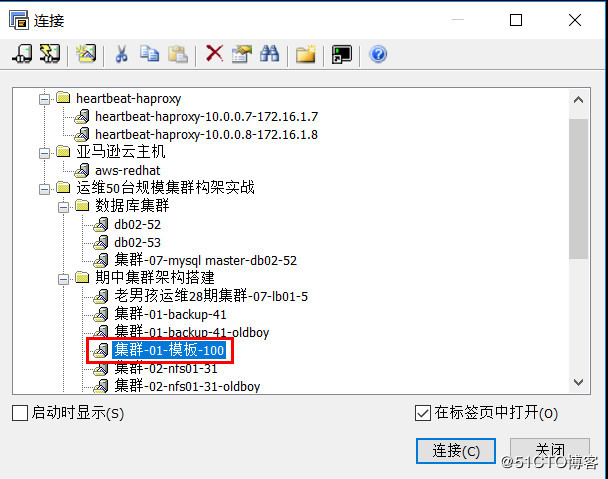 连接
heartbeat-haproxy
heartbeat-haproxy-10.0.0.7-172.16.1.7
heartbeat-haproxy-10.0.0.8-172.16.1.8
亚马逊云主机
aws-redhat
运维50台规模集群构架实战
数据库集群
db02-52
db02-53
集群-07-mysql master-db02-52
期中集群架构搭建
老男孩运维28期集群-07-lb01-5
集群-01-backup-41
集群-01-backup-41-oldboy
集群-01-模板-100
集群-02-nfs01-31
集群-02-nfs01-31-oldboy
启动时显示(S)
在标签页中打开(O)
连接(C)
关闭
@51CTO博客